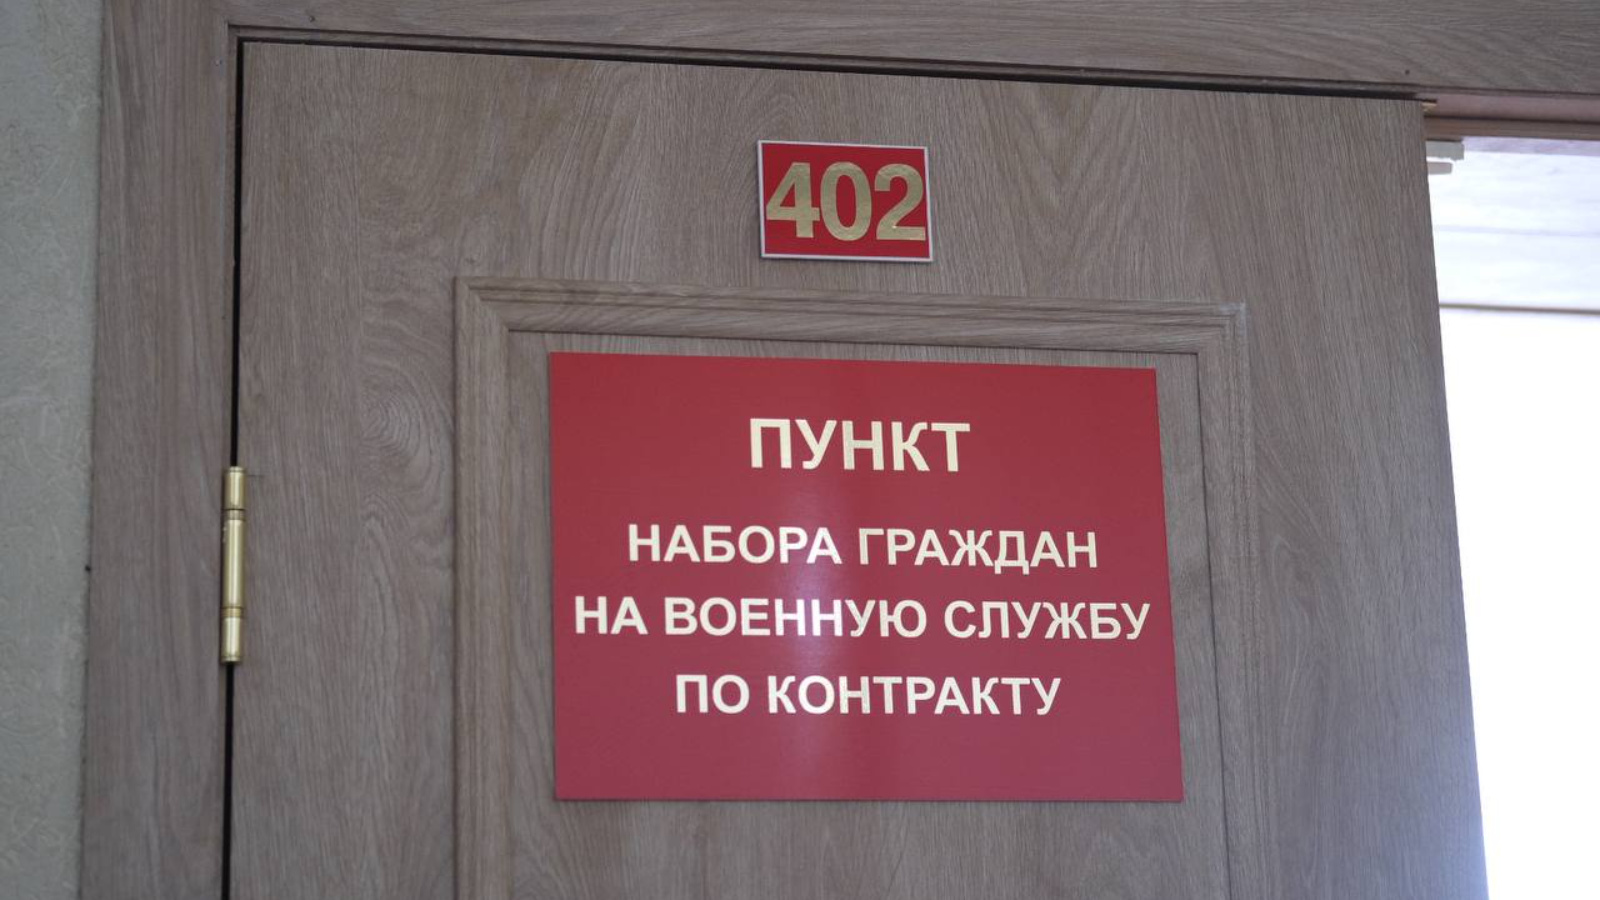 402
ПУНКТ
НАБОРА ГРАЖДАН
НА ВОЕННУЮ СЛУЖБУ
ПО КОНТРАКТУ